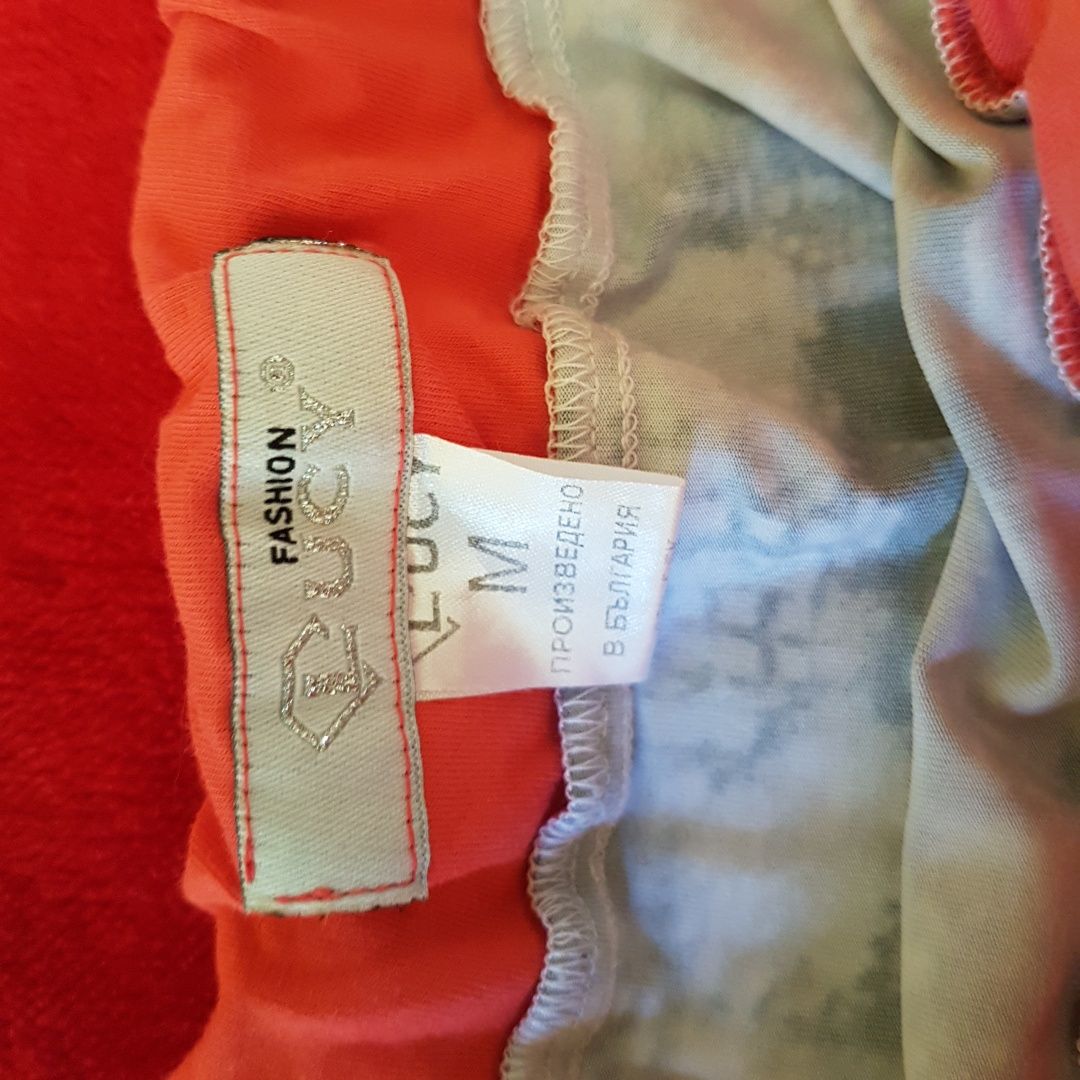 FASHION
LUCY®
LUCY
M
ПРОИЗВЕДЕНО
В БЪЛГАРИЯ